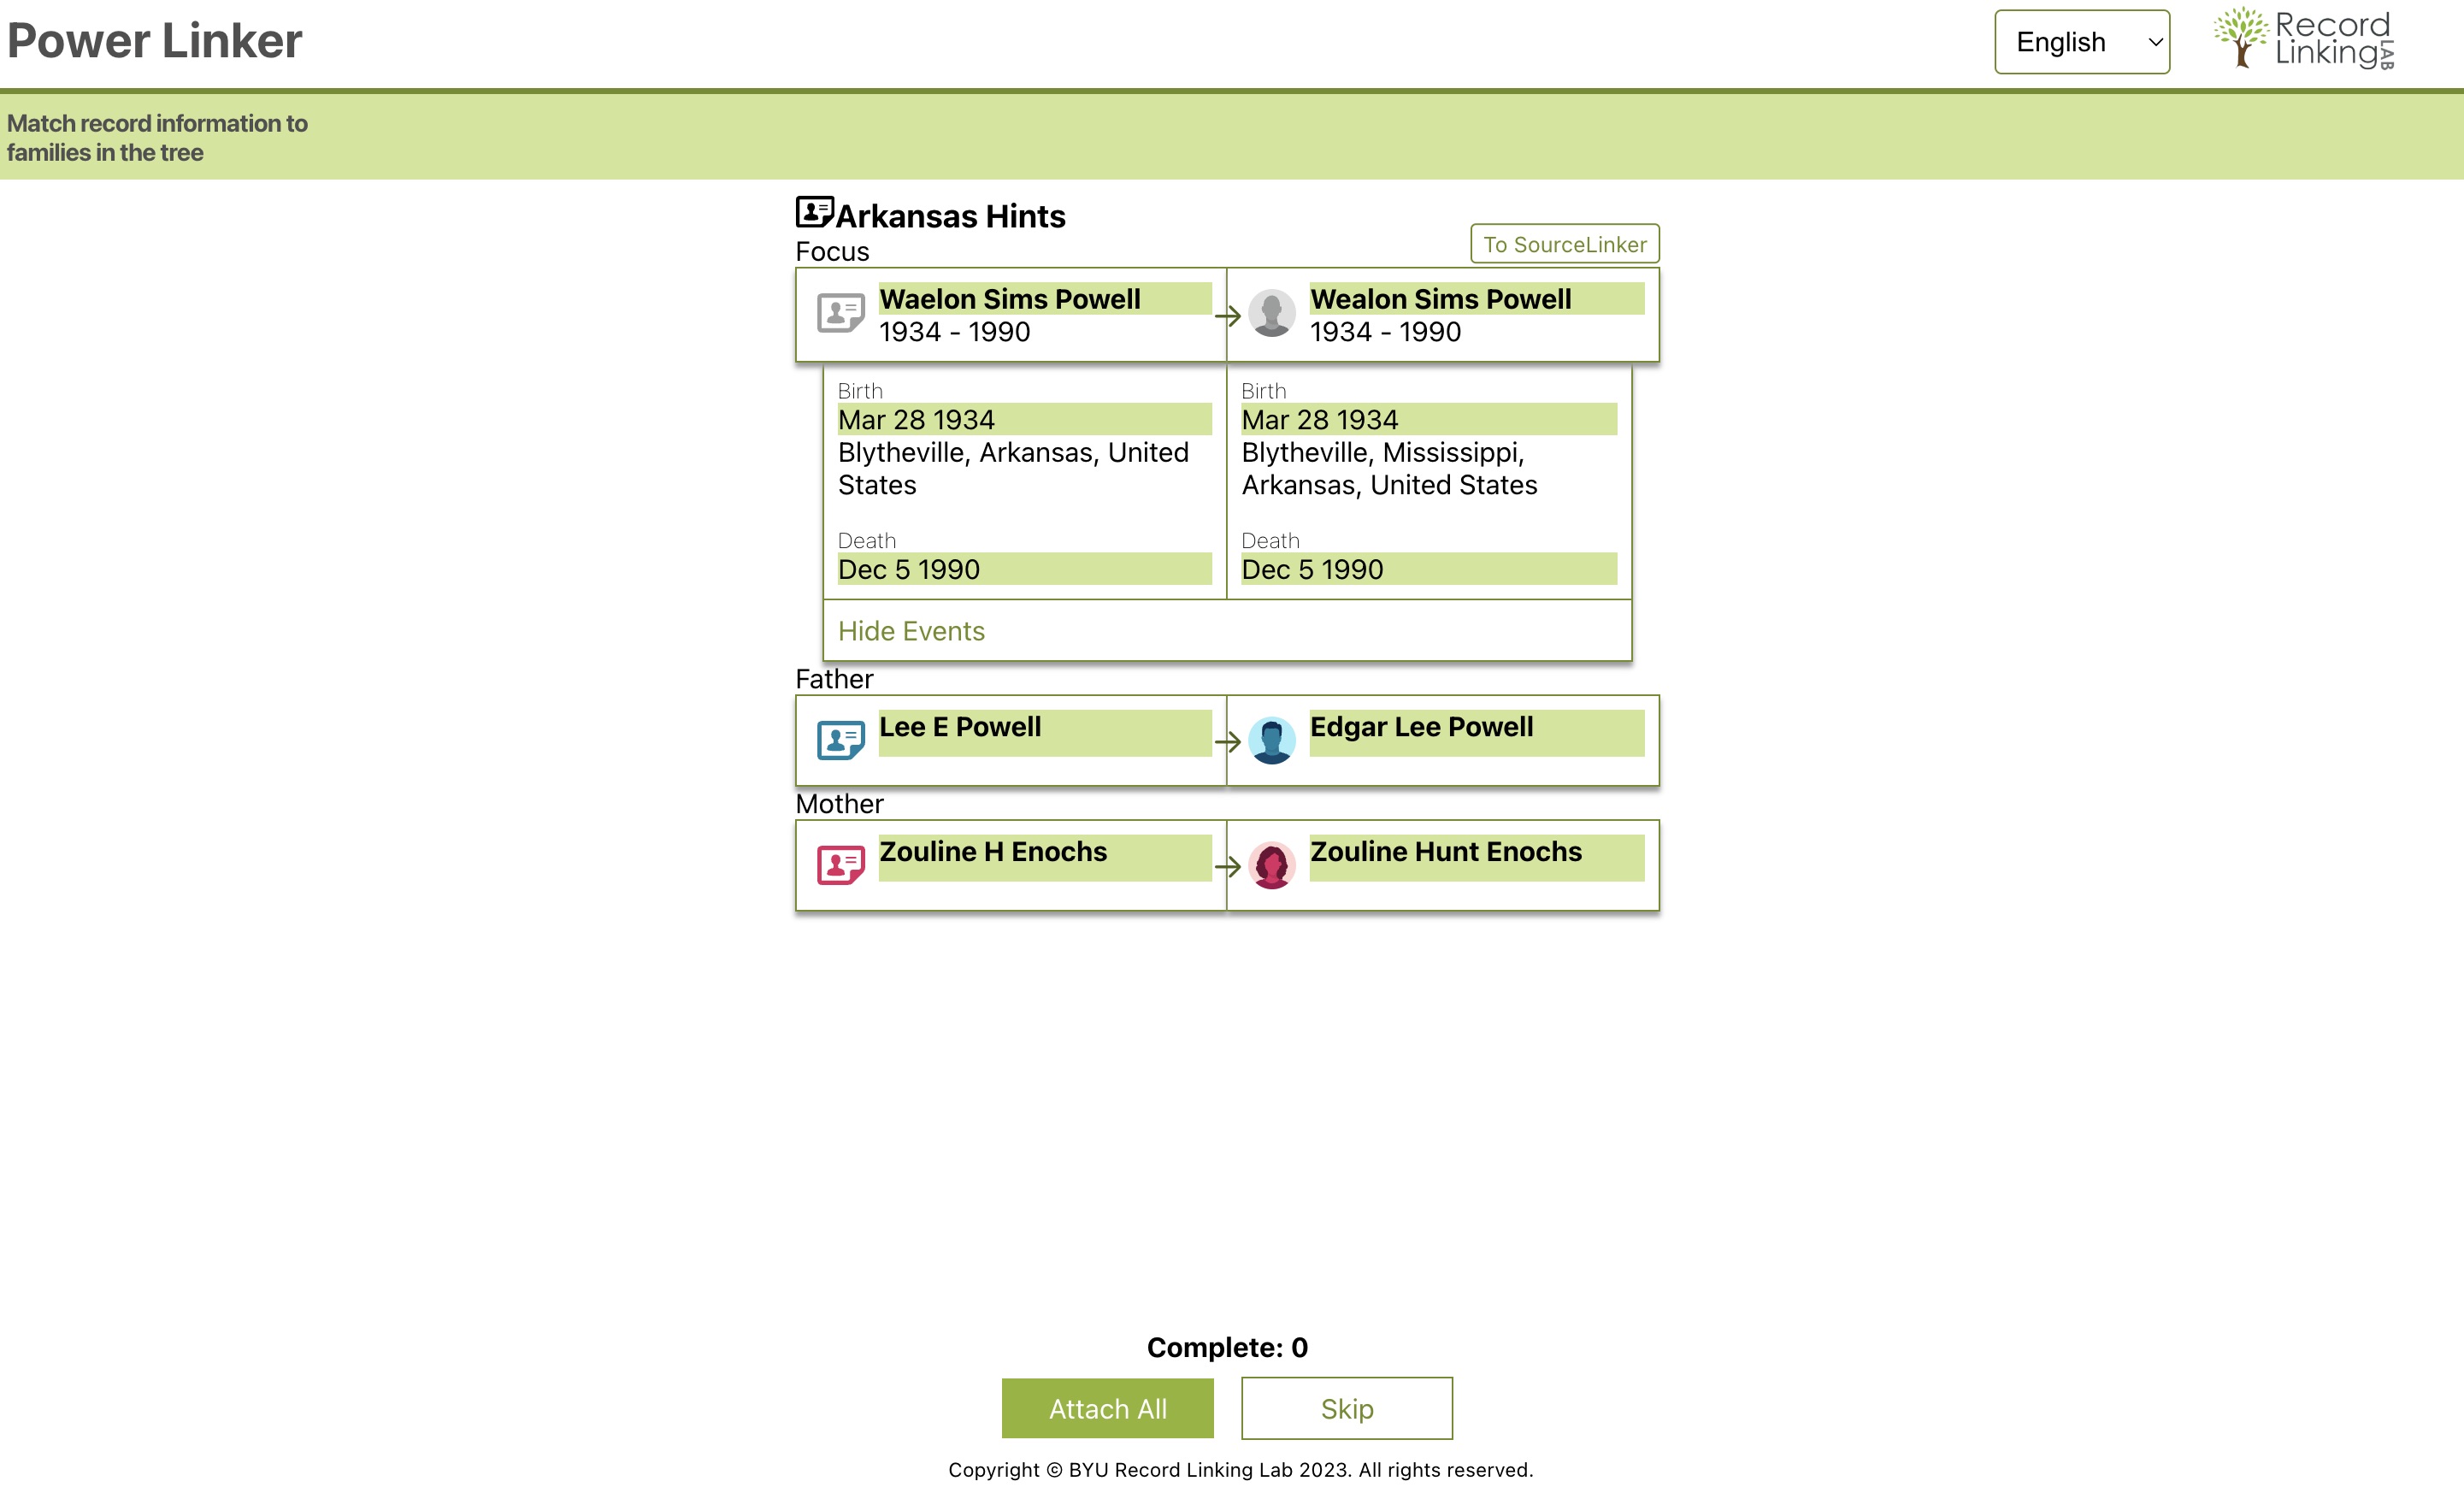 Power Linker
English
Record
Linking
LAB
Match record information to
families in the tree
Arkansas Hints
To SourceLinker
Focus
Waelon Sims Powell
1934 - 1990
Wealon Sims Powell
1934 - 1990
Birth
Mar 28 1934
Blytheville, Arkansas, United
States
Death
Dec 5 1990
Birth
Mar 28 1934
Blytheville, Mississippi,
Arkansas, United States
Death
Dec 5 1990
Hide Events
Father
Lee E Powell
Edgar Lee Powell
Mother
Zouline H Enochs
Zouline Hunt Enochs
Complete: 0
Attach All
Skip
Copyright © BYU Record Linking Lab 2023. All rights reserved.